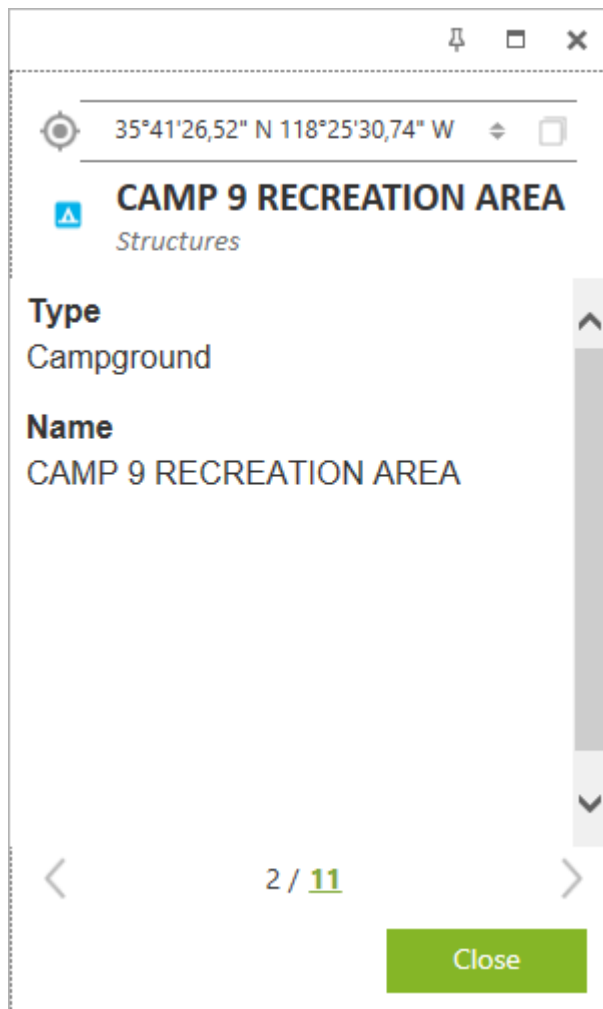 35°41'26,52" N 118°25'30,74" W
CAMP 9 RECREATION AREA
Structures
Type
Campground
Name
CAMP 9 RECREATION AREA
2 / 11
Close